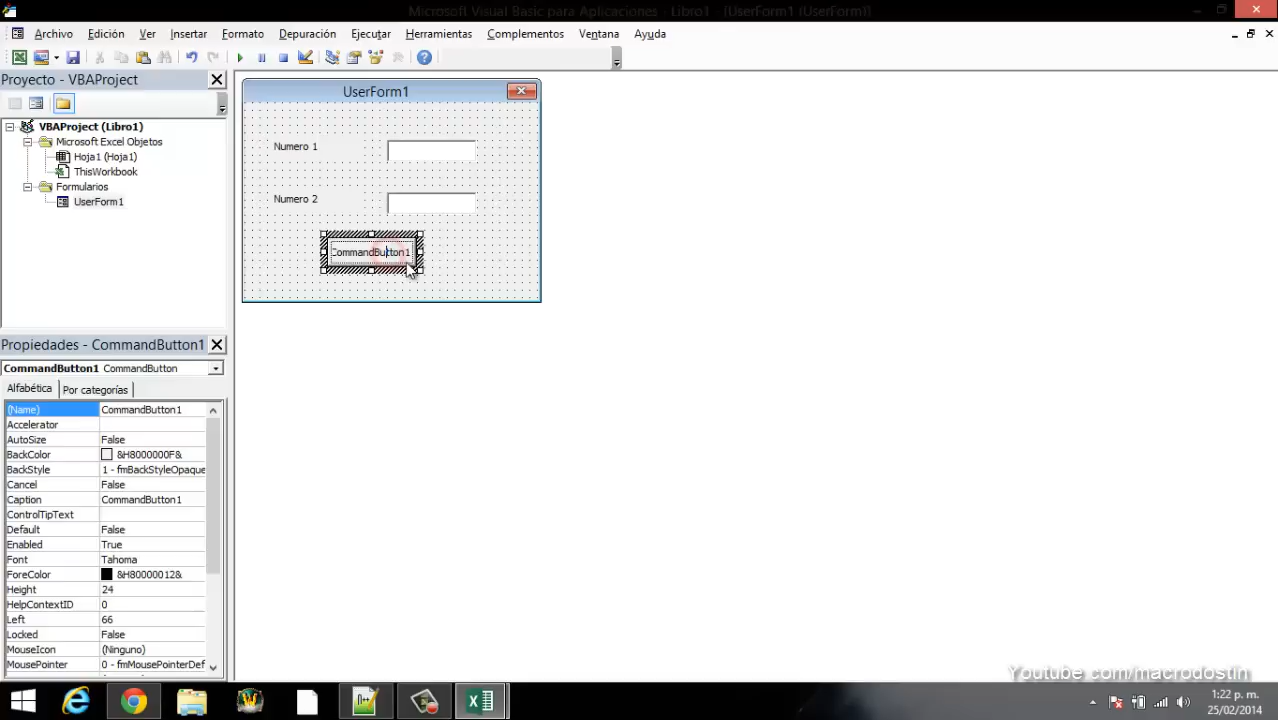 Microsoft Visual Basic para Aplicaciones - Libro1 - [UserForm1 (UserForm)]
Archivo Edición Ver Insertar Formato Depuración Ejecutar Herramientas Complementos Ventana Ayuda
Proyecto - VBAProject
VBAProject (Libro1)
Microsoft Excel Objetos
Hoja1 (Hoja1)
ThisWorkbook
Formularios
UserForm1
UserForm1
Numero 1
Numero 2
CommandButton1
Propiedades - CommandButton1
CommandButton1 CommandButton
Alfabética Por categorías
(Name) CommandButton1
Accelerator
AutoSize False
BackColor &H8000000F&
BackStyle 1 - fmBackStyleOpaque
Cancel False
Caption CommandButton1
ControlTipText
Default False
Enabled True
Font Tahoma
ForeColor &H80000012&
Height 24
HelpContextID 0
Left 66
Locked False
MouseIcon (Ninguno)
MousePointer 0 - fmMousePointerDef
Youtube.com/macrodostin
1:22 p. m.
25/02/2014